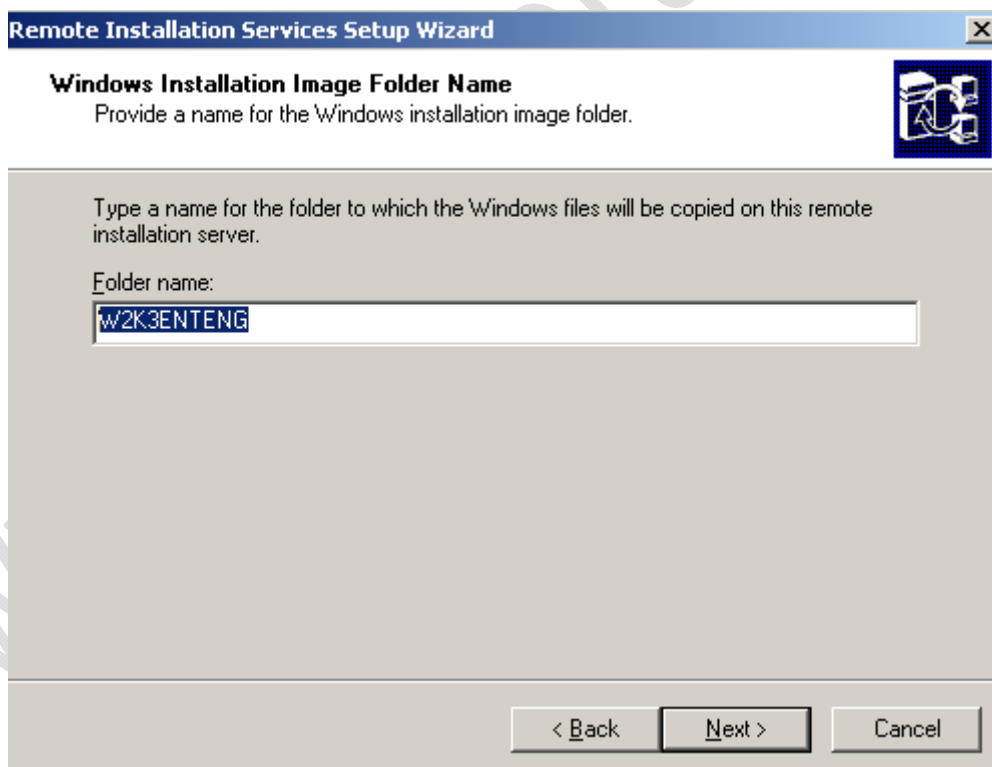 Remote Installation Services Setup Wizard
Windows Installation Image Folder Name
Provide a name for the Windows installation image folder.
Type a name for the folder to which the Windows files will be copied on this remote
installation server.
Folder name:
W2K3ENTENG
< Back
Next >
Cancel